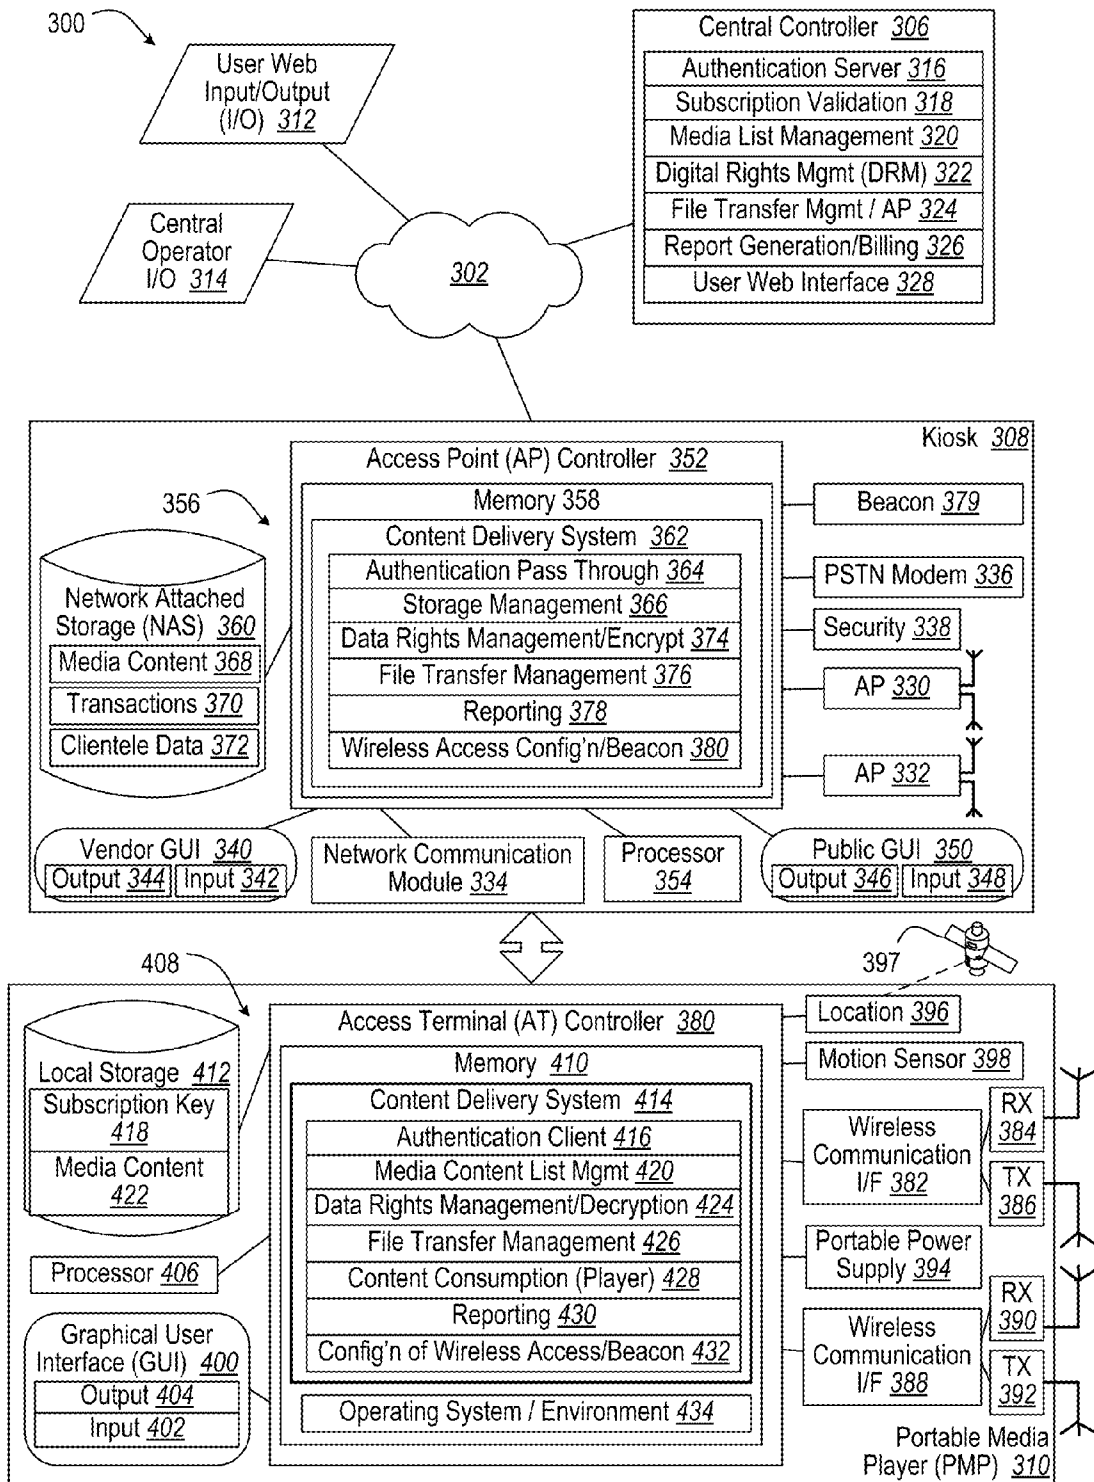 300
User Web
Input/Output
(I/O) 312
Central
Operator
I/O 314
302
Central Controller 306
Authentication Server 316
Subscription Validation 318
Media List Management 320
Digital Rights Mgmt (DRM) 322
File Transfer Mgmt / AP 324
Report Generation/Billing 326
User Web Interface 328
Kiosk 308
356
Access Point (AP) Controller 352
Memory 358
Content Delivery System 362
Authentication Pass Through 364
Storage Management 366
Data Rights Management/Encrypt 374
File Transfer Management 376
Reporting 378
Wireless Access Config'n/Beacon 380
Network Attached
Storage (NAS) 360
Media Content 368
Transactions 370
Clientele Data 372
Beacon 379
PSTN Modem 336
Security 338
AP 330
AP 332
Vendor GUI 340
Output 344
Input 342
Network Communication
Module 334
Processor
354
Public GUI 350
Output 346
Input 348
397
408
Access Terminal (AT) Controller 380
Memory 410
Content Delivery System 414
Authentication Client 416
Media Content List Mgmt 420
Data Rights Management/Decryption 424
File Transfer Management 426
Content Consumption (Player) 428
Reporting 430
Config'n of Wireless Access/Beacon 432
Operating System / Environment 434
Local Storage 412
Subscription Key
418
Media Content
422
Processor 406
Graphical User
Interface (GUI) 400
Output 404
Input 402
Location 396
Motion Sensor 398
Wireless
Communication
I/F 382
RX
384
TX
386
Portable Power
Supply 394
Wireless
Communication
I/F 388
RX
390
TX
392
Portable Media
Player (PMP) 310